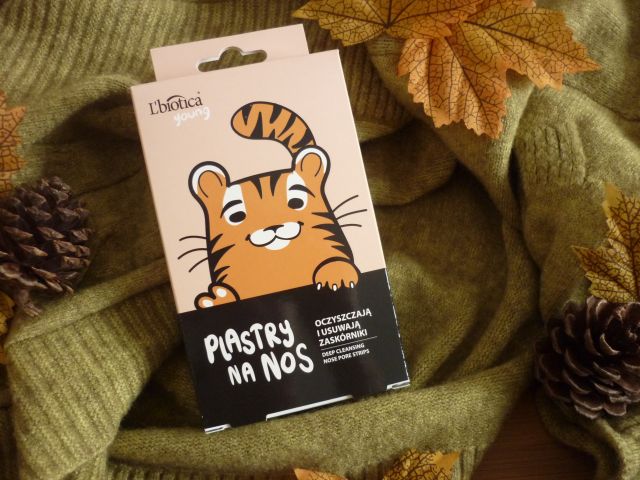 L'biotica
young
PLASTRY
NA NOS
OCZYSZCZAJĄ
I USUWAJĄ
ZASKÓRNIKI
DEEP CLEANSING
NOSE PORE STRIPS